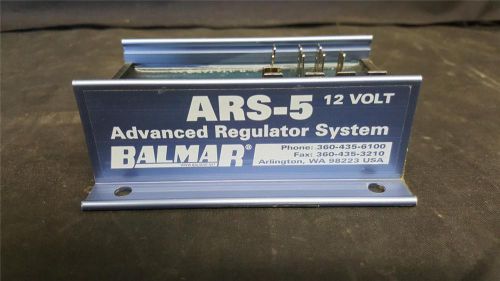 ARS-5 12 VOLT
Advanced Regulator System
BALMAR®
Phone: 360-435-6100
Fax: 360-435-3210
Arlington, WA 98223 USA